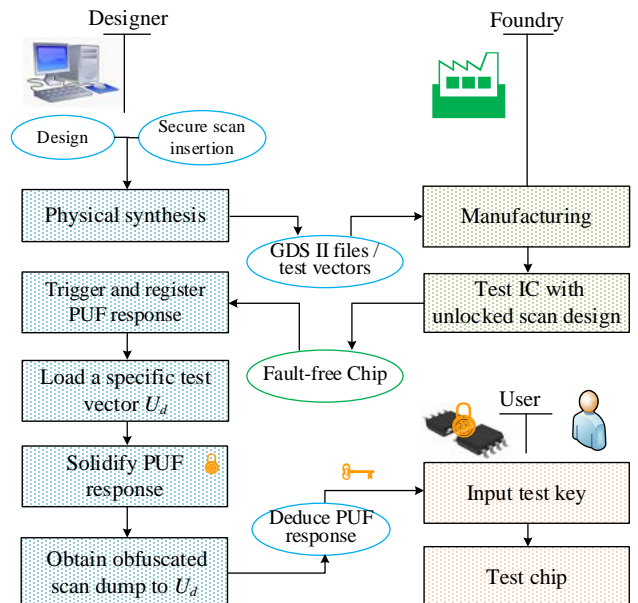 Designer
Foundry
Design
Secure scan
insertion
Physical synthesis
GDS II files /
test vectors
Manufacturing
Trigger and register
PUF response
Test IC with
unlocked scan design
Fault-free Chip
Load a specific test
vector U_d
User
Solidify PUF
response
Deduce PUF
response
Input test key
Obtain obfuscated
scan dump to U_d
Test chip